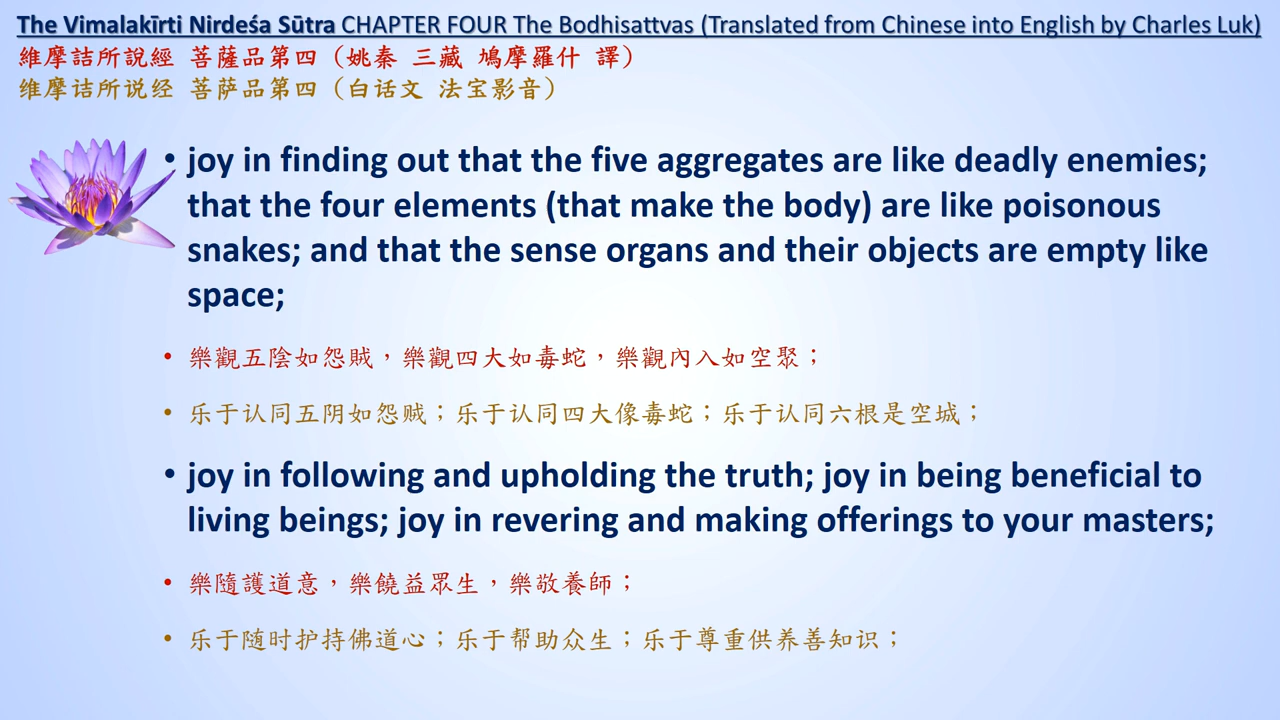 The Vimalakīrti Nirdeśa Sūtra CHAPTER FOUR The Bodhisattvas (Translated from Chinese into English by Charles Luk)
維摩詰所說經 菩薩品第四 (姚秦 三藏 鳩摩羅什 譯)
维摩诘所说经 菩萨品第四 (白话文 法宝影音)
• joy in finding out that the five aggregates are like deadly enemies;
that the four elements (that make the body) are like poisonous
snakes; and that the sense organs and their objects are empty like
space;
• 樂觀五陰如怨賊，樂觀四大如毒蛇，樂觀內入如空聚；
• 乐于认同五阴如怨贼；乐于认同四大像毒蛇；乐于认同六根是空城；
• joy in following and upholding the truth; joy in being beneficial to
living beings; joy in revering and making offerings to your masters;
• 樂隨護道意，樂饒益眾生，樂敬養師；
• 乐于随时护持佛道心；乐于帮助众生；乐于尊重供养善知识；